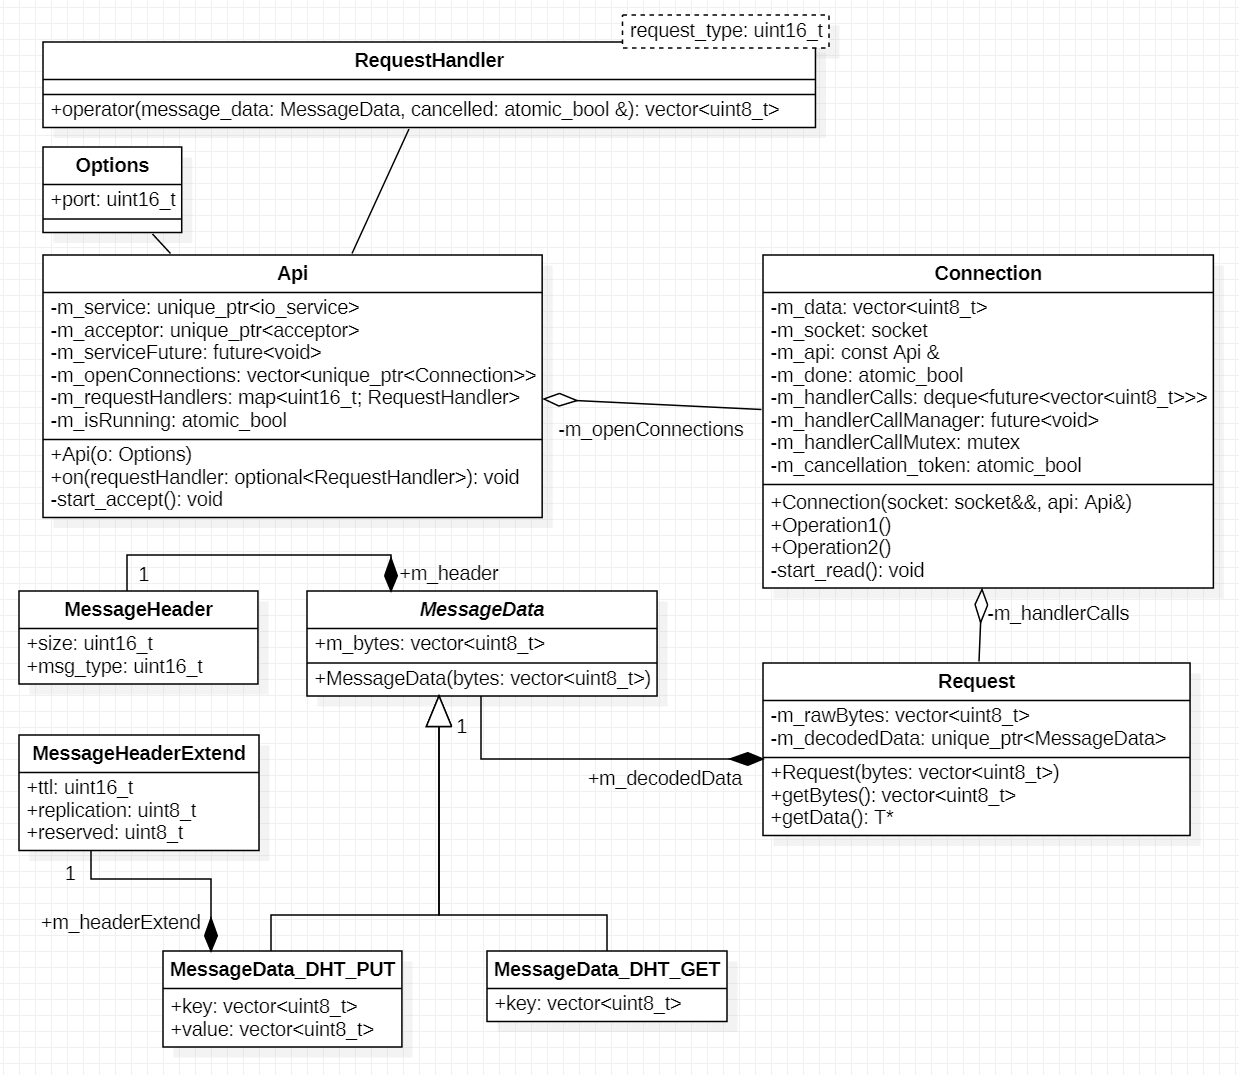 request_type: uint16_t
RequestHandler
+operator(message_data: MessageData, cancelled: atomic_bool &): vector<uint8_t>
Options
+port: uint16_t
Api
-m_service: unique_ptr<io_service>
-m_acceptor: unique_ptr<acceptor>
-m_serviceFuture: future<void>
-m_openConnections: vector<unique_ptr<Connection>>
-m_requestHandlers: map<uint16_t; RequestHandler>
-m_isRunning: atomic_bool
+Api(o: Options)
+on(requestHandler: optional<RequestHandler>): void
-start_accept(): void
-m_openConnections
Connection
-m_data: vector<uint8_t>
-m_socket: socket
-m_api: const Api &
-m_done: atomic_bool
-m_handlerCalls: deque<future<vector<uint8_t>>>
-m_handlerCallManager: future<void>
-m_handlerCallMutex: mutex
-m_cancellation_token: atomic_bool
+Connection(socket: socket&&, api: Api&)
+Operation1()
+Operation2()
-start_read(): void
-m_handlerCalls
1
+m_header
MessageHeader
+size: uint16_t
+msg_type: uint16_t
MessageData
+m_bytes: vector<uint8_t>
+MessageData(bytes: vector<uint8_t>)
1
+m_decodedData
Request
-m_rawBytes: vector<uint8_t>
-m_decodedData: unique_ptr<MessageData>
+Request(bytes: vector<uint8_t>)
+getBytes(): vector<uint8_t>
+getData(): T*
MessageHeaderExtend
+ttl: uint16_t
+replication: uint8_t
+reserved: uint8_t
1
+m_headerExtend
MessageData_DHT_PUT
+key: vector<uint8_t>
+value: vector<uint8_t>
MessageData_DHT_GET
+key: vector<uint8_t>